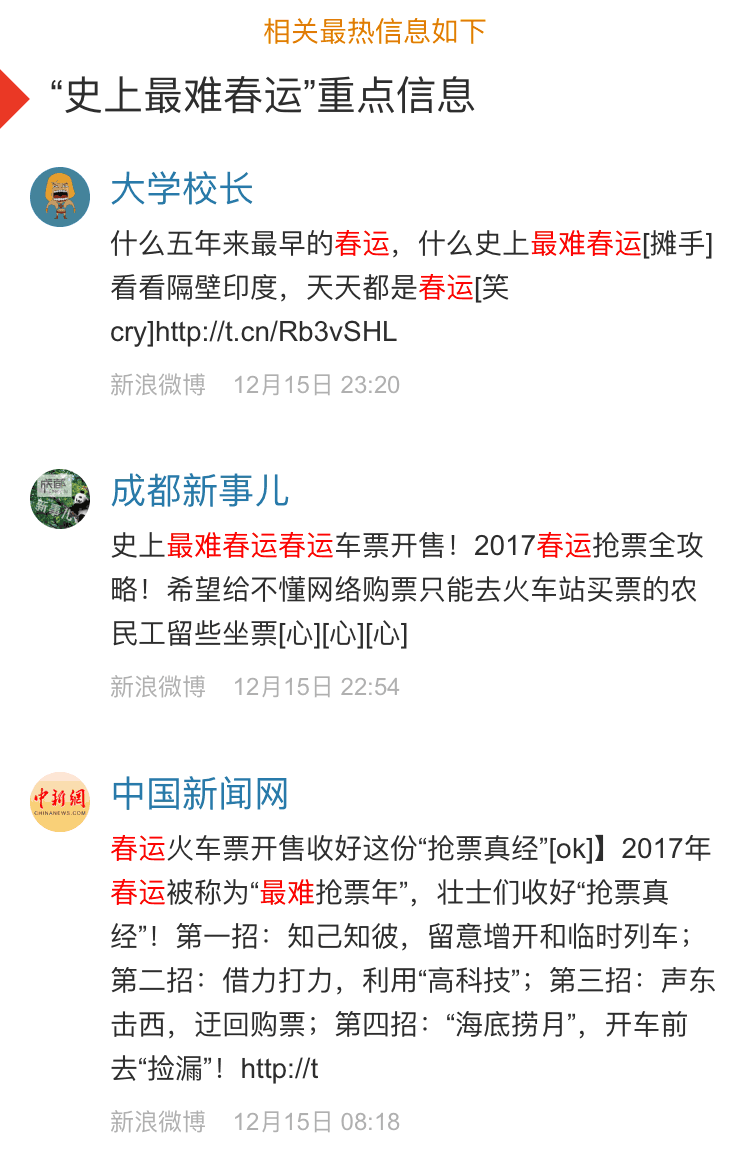 相关最热信息如下
“史上最难春运”重点信息
大学校长
什么五年来最早的春运，什么史上最难春运[摊手]
看看隔壁印度，天天都是春运[笑
cry]http://t.cn/Rb3vSHL
新浪微博 12月15日 23:20
成都
新事儿
成都新事儿
史上最难春运春运车票开售！2017春运抢票全攻
略！希望给不懂网络购票只能去火车站买票的农
民工留些坐票[心][心][心]
新浪微博 12月15日 22:54
中新網
CHINANEWS.COM
中国新闻网
春运火车票开售收好这份“抢票真经”[ok]】2017年
春运被称为“最难抢票年”，壮士们收好“抢票真
经”！第一招：知己知彼，留意增开和临时列车；
第二招：借力打力，利用“高科技”；第三招：声东
击西，迂回购票；第四招：“海底捞月”，开车前
去“捡漏”！http://t
新浪微博 12月15日 08:18